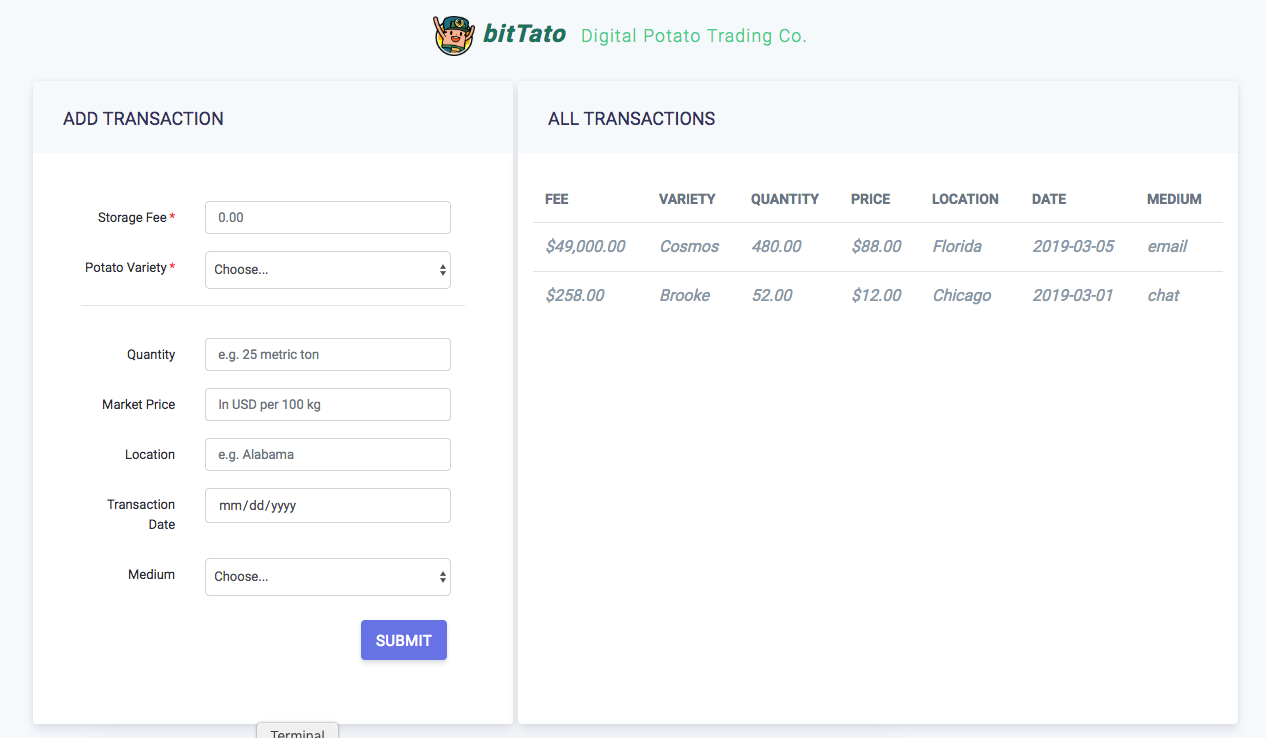 bitTato Digital Potato Trading Co.
ADD TRANSACTION
Storage Fee * 0.00
Potato Variety * Choose...
Quantity e.g. 25 metric ton
Market Price In USD per 100 kg
Location e.g. Alabama
Transaction Date mm/dd/yyyy
Medium Choose...
SUBMIT
ALL TRANSACTIONS
FEE VARIETY QUANTITY PRICE LOCATION DATE MEDIUM
$49,000.00 Cosmos 480.00 $88.00 Florida 2019-03-05 email
$258.00 Brooke 52.00 $12.00 Chicago 2019-03-01 chat
Terminal